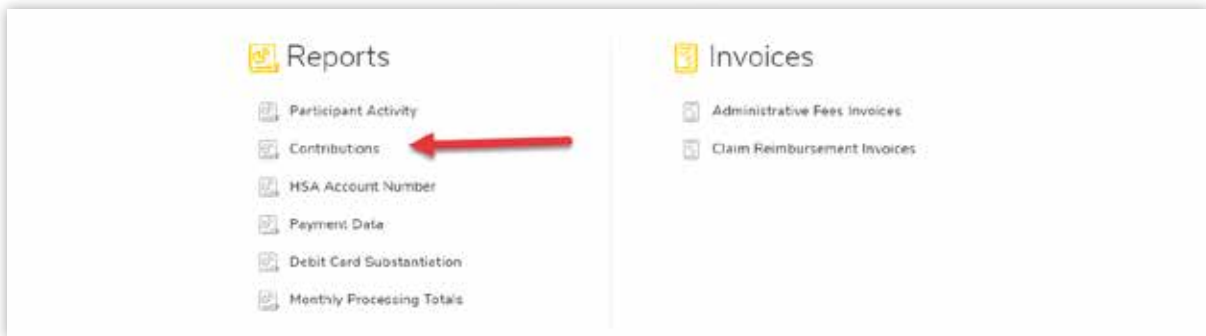 Reports
Participant Activity
Contributions
HSA Account Number
Payment Data
Debit Card Substantiation
Monthly Processing Totals
Invoices
Administrative Fees Invoices
Claim Reimbursement Invoices